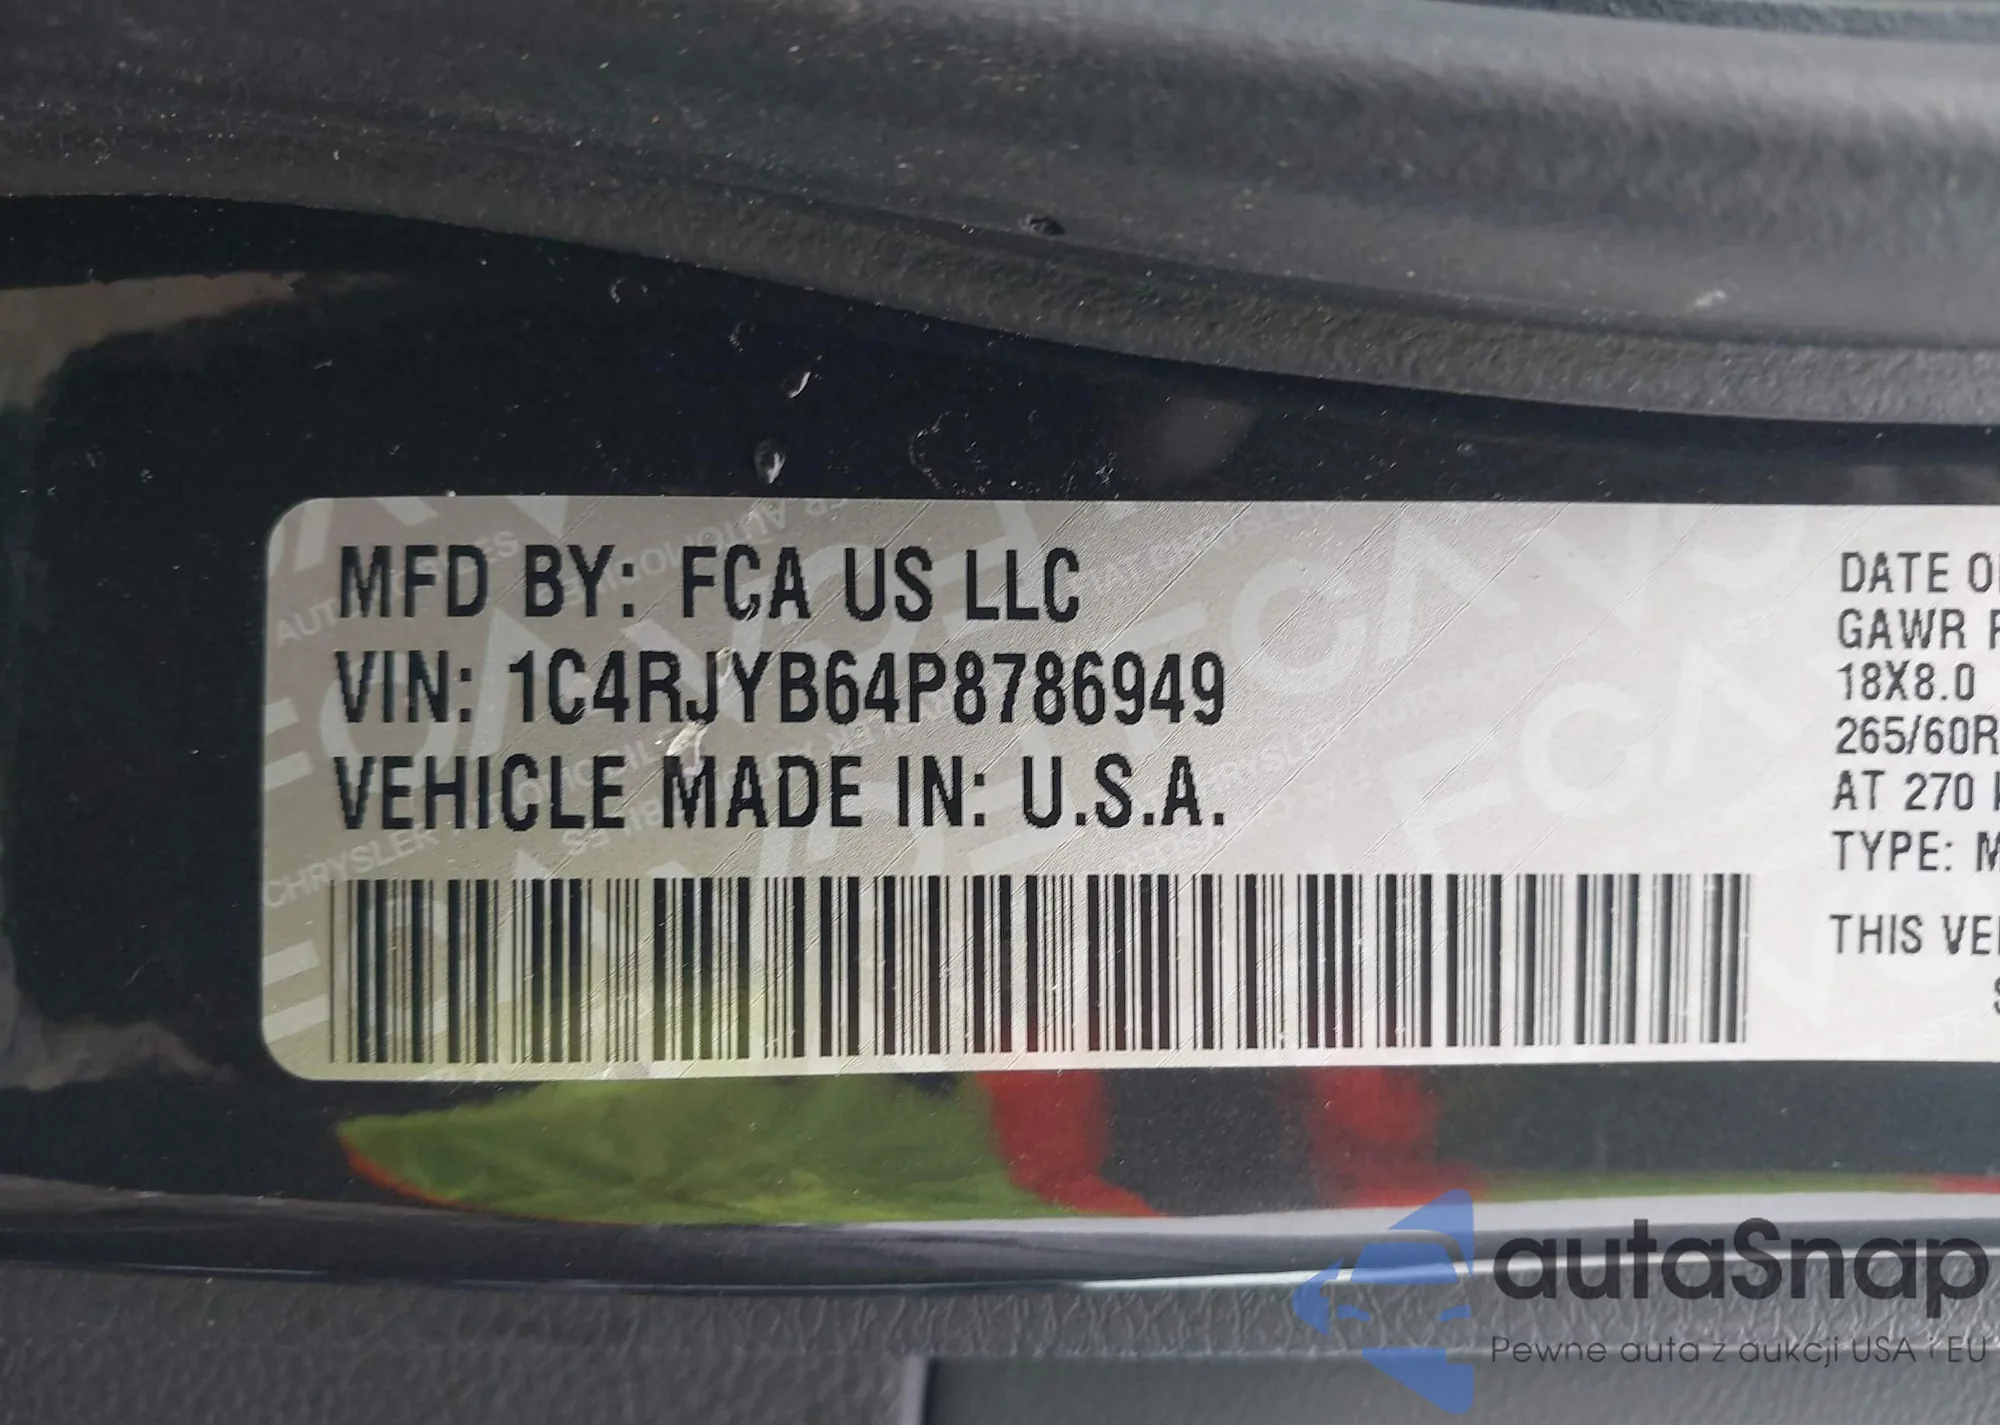 MFD BY: FCA US LLC
VIN: 1C4RJYB64P8786949
VEHICLE MADE IN: U.S.A.
DATE O
GAWR
18X8.0
265/60R
AT 270
TYPE: M
THIS VE
S
autaSnap
Pewne auta z aukcji USA i EU